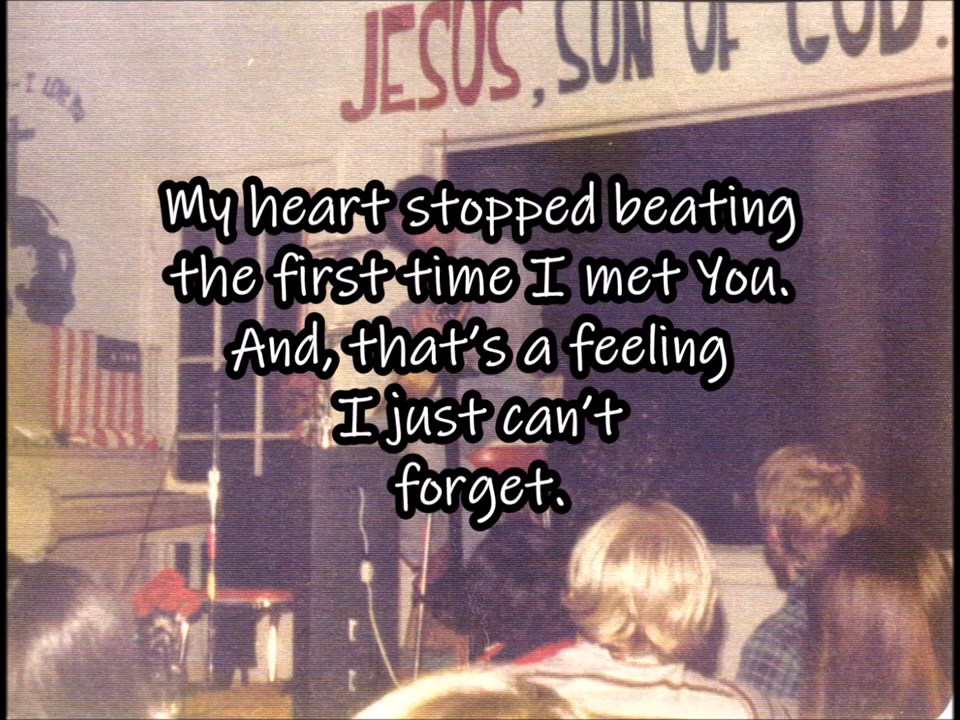 JESUS, SON OF GOD.
My heart stopped beating
the first time I met You.
And, that's a feeling
I just can't
forget.